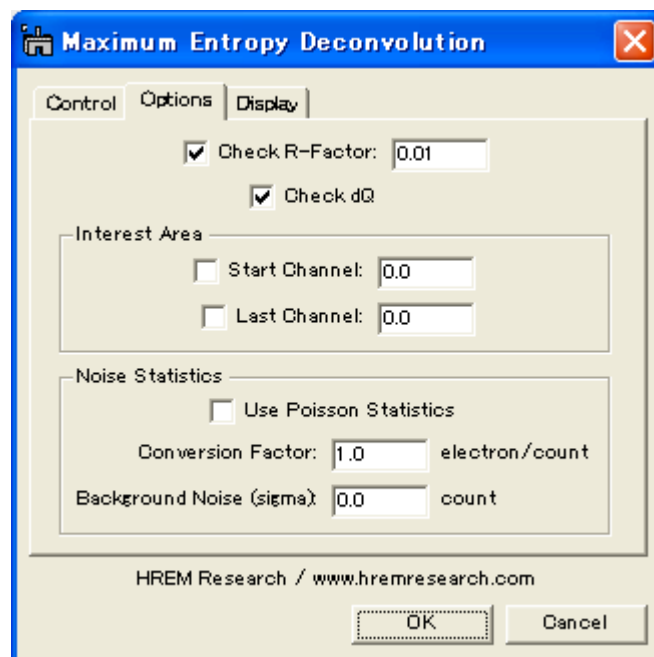 Maximum Entropy Deconvolution
Control Options Display
Check R-Factor: 0.01
Check dQ
Interest Area
Start Channel: 0.0
Last Channel: 0.0
Noise Statistics
Use Poisson Statistics
Conversion Factor: 1.0 electron/count
Background Noise (sigma): 0.0 count
HREM Research / www.hremresearch.com
OK Cancel